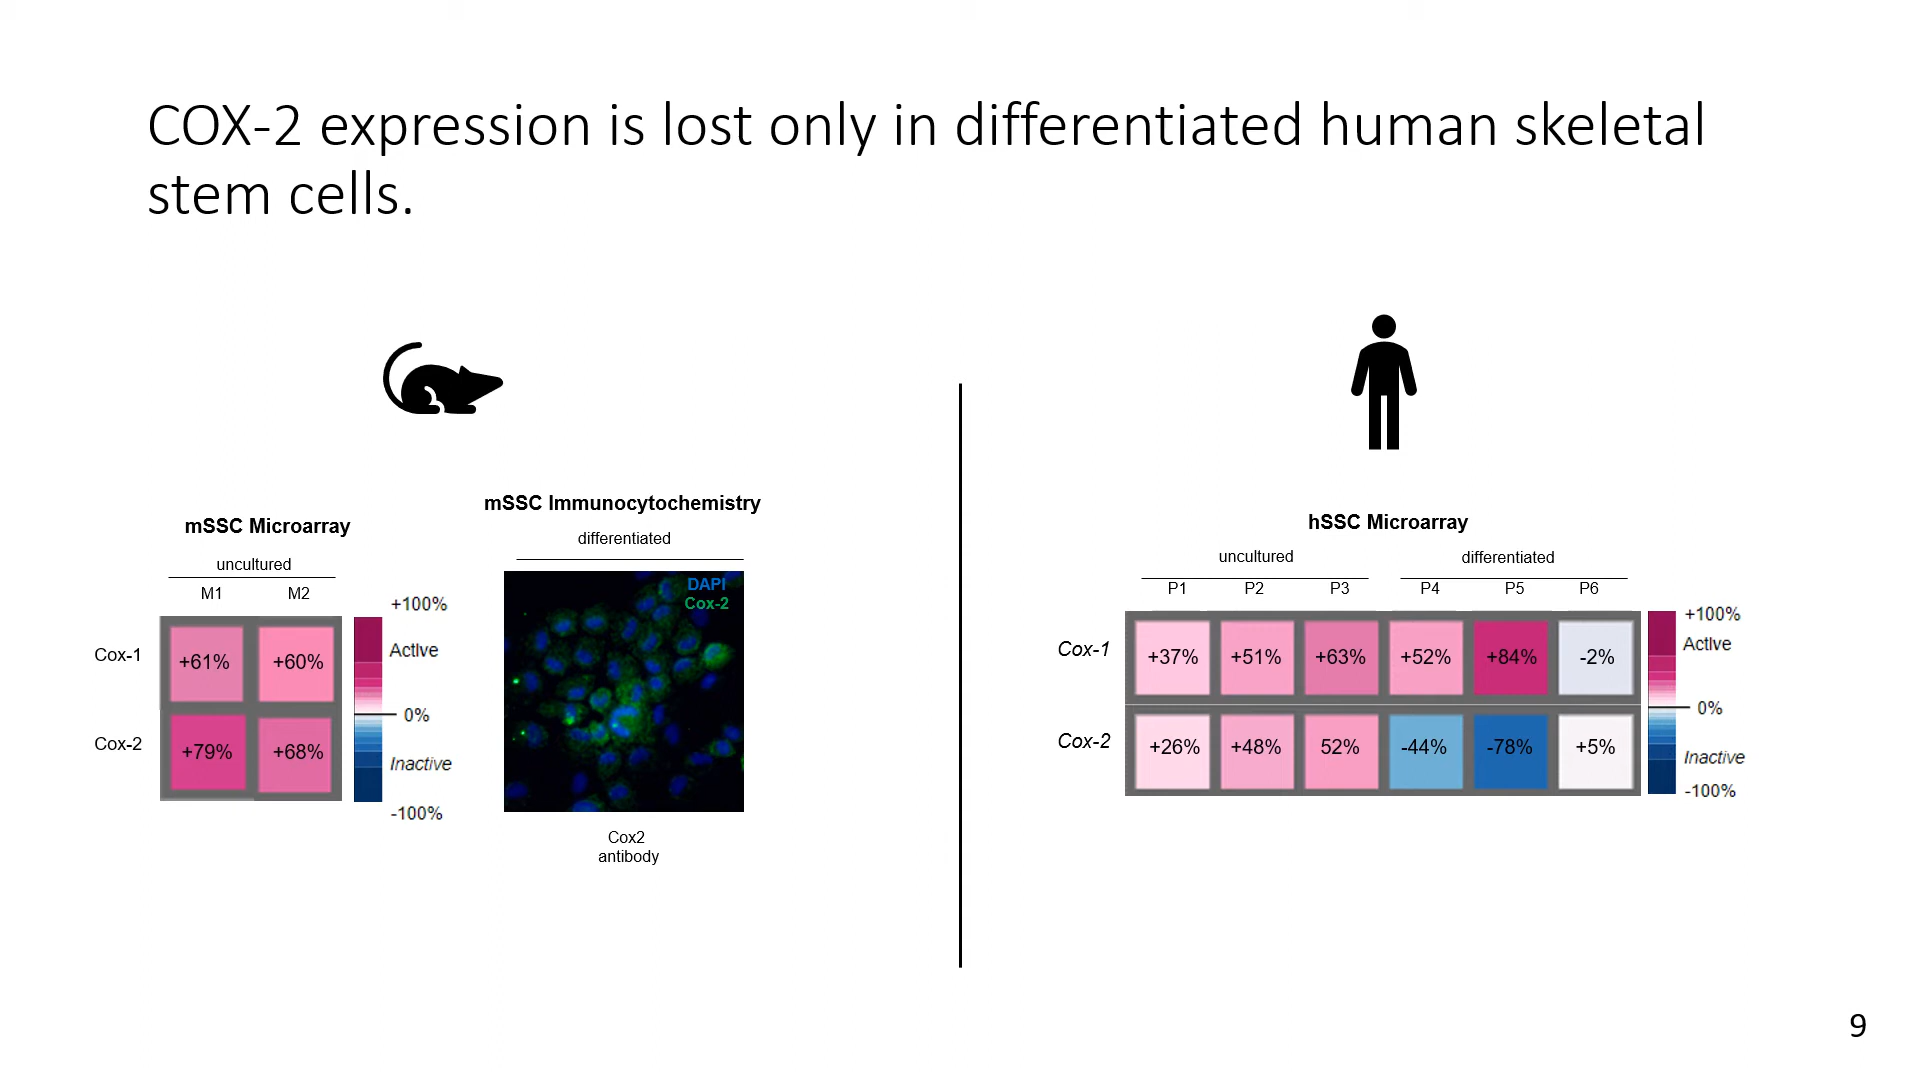 COX-2 expression is lost only in differentiated human skeletal
stem cells.
mSSC Microarray
uncultured
M1 M2
Cox-1 +61% +60%
Cox-2 +79% +68%
+100%
Active
0%
Inactive
-100%
mSSC Immunocytochemistry
differentiated
DAPI
Cox-2
Cox2
antibody
hSSC Microarray
uncultured differentiated
P1 P2 P3 P4 P5 P6
Cox-1 +37% +51% +63% +52% +84% -2%
Cox-2 +26% +48% 52% -44% -78% +5%
+100%
Active
0%
Inactive
-100%
9